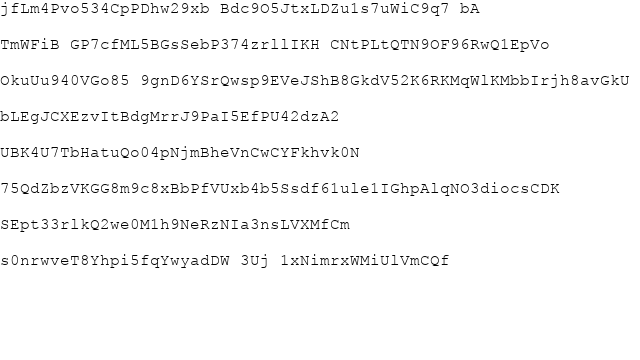 jfLm4Pvo534CpPDhw29xb Bdc9O5JtxLDZu1s7uWiC9q7 bA
TmWFiB GP7cfML5BGsSebP374zrllIKH CNtPLtQTN9OF96RwQ1EpVo
OkuUu940VGo85 9gnD6YSrQwsp9EVeJShB8GkdV52K6RKMqWlKMbbIrjh8avGkU
bLEgJCXEzvItBdgMrrJ9PaI5EfPU42dzA2
UBK4U7TbHatuQo04pNjmBheVnCwCYFkhvk0N
75QdZbzVKGG8m9c8xBbPfVUxb4b5Ssdf61ule1IGhpAlqNO3diocsCDK
SEpt33rlkQ2we0M1h9NeRzNIa3nsLVXMfCm
s0nrwveT8Yhpi5fqYwyadDW 3Uj 1xNimrxWMiUlVmCQf